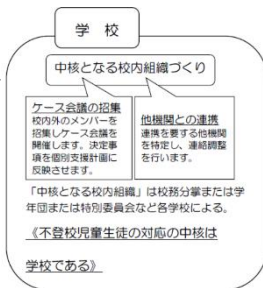 学 校
中核となる校内組織づくり
ケース会議の招集
校内外のメンバーを
招集しケース会議を
開催します。決定事
項を個別支援計画に
反映させます。
他機関との連携
連携を要する他機関
を特定し、連絡調整
を行います。
「中核となる校内組織」は校務分掌または学
年団または特別委員会など各学校による。
《不登校児童生徒の対応の中核は
学校である》